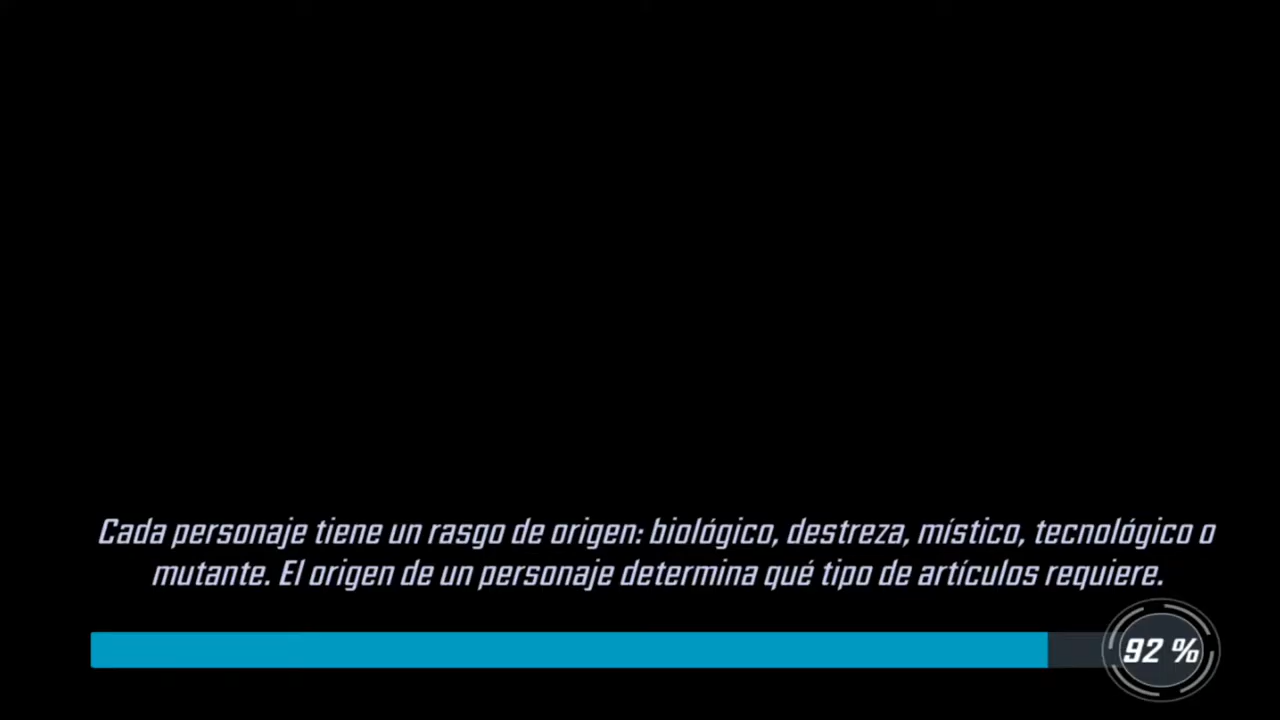 Cada personaje tiene un rasgo de origen: biológico, destreza, místico, tecnológico o
mutante. El origen de un personaje determina qué tipo de artículos requiere.
92 %